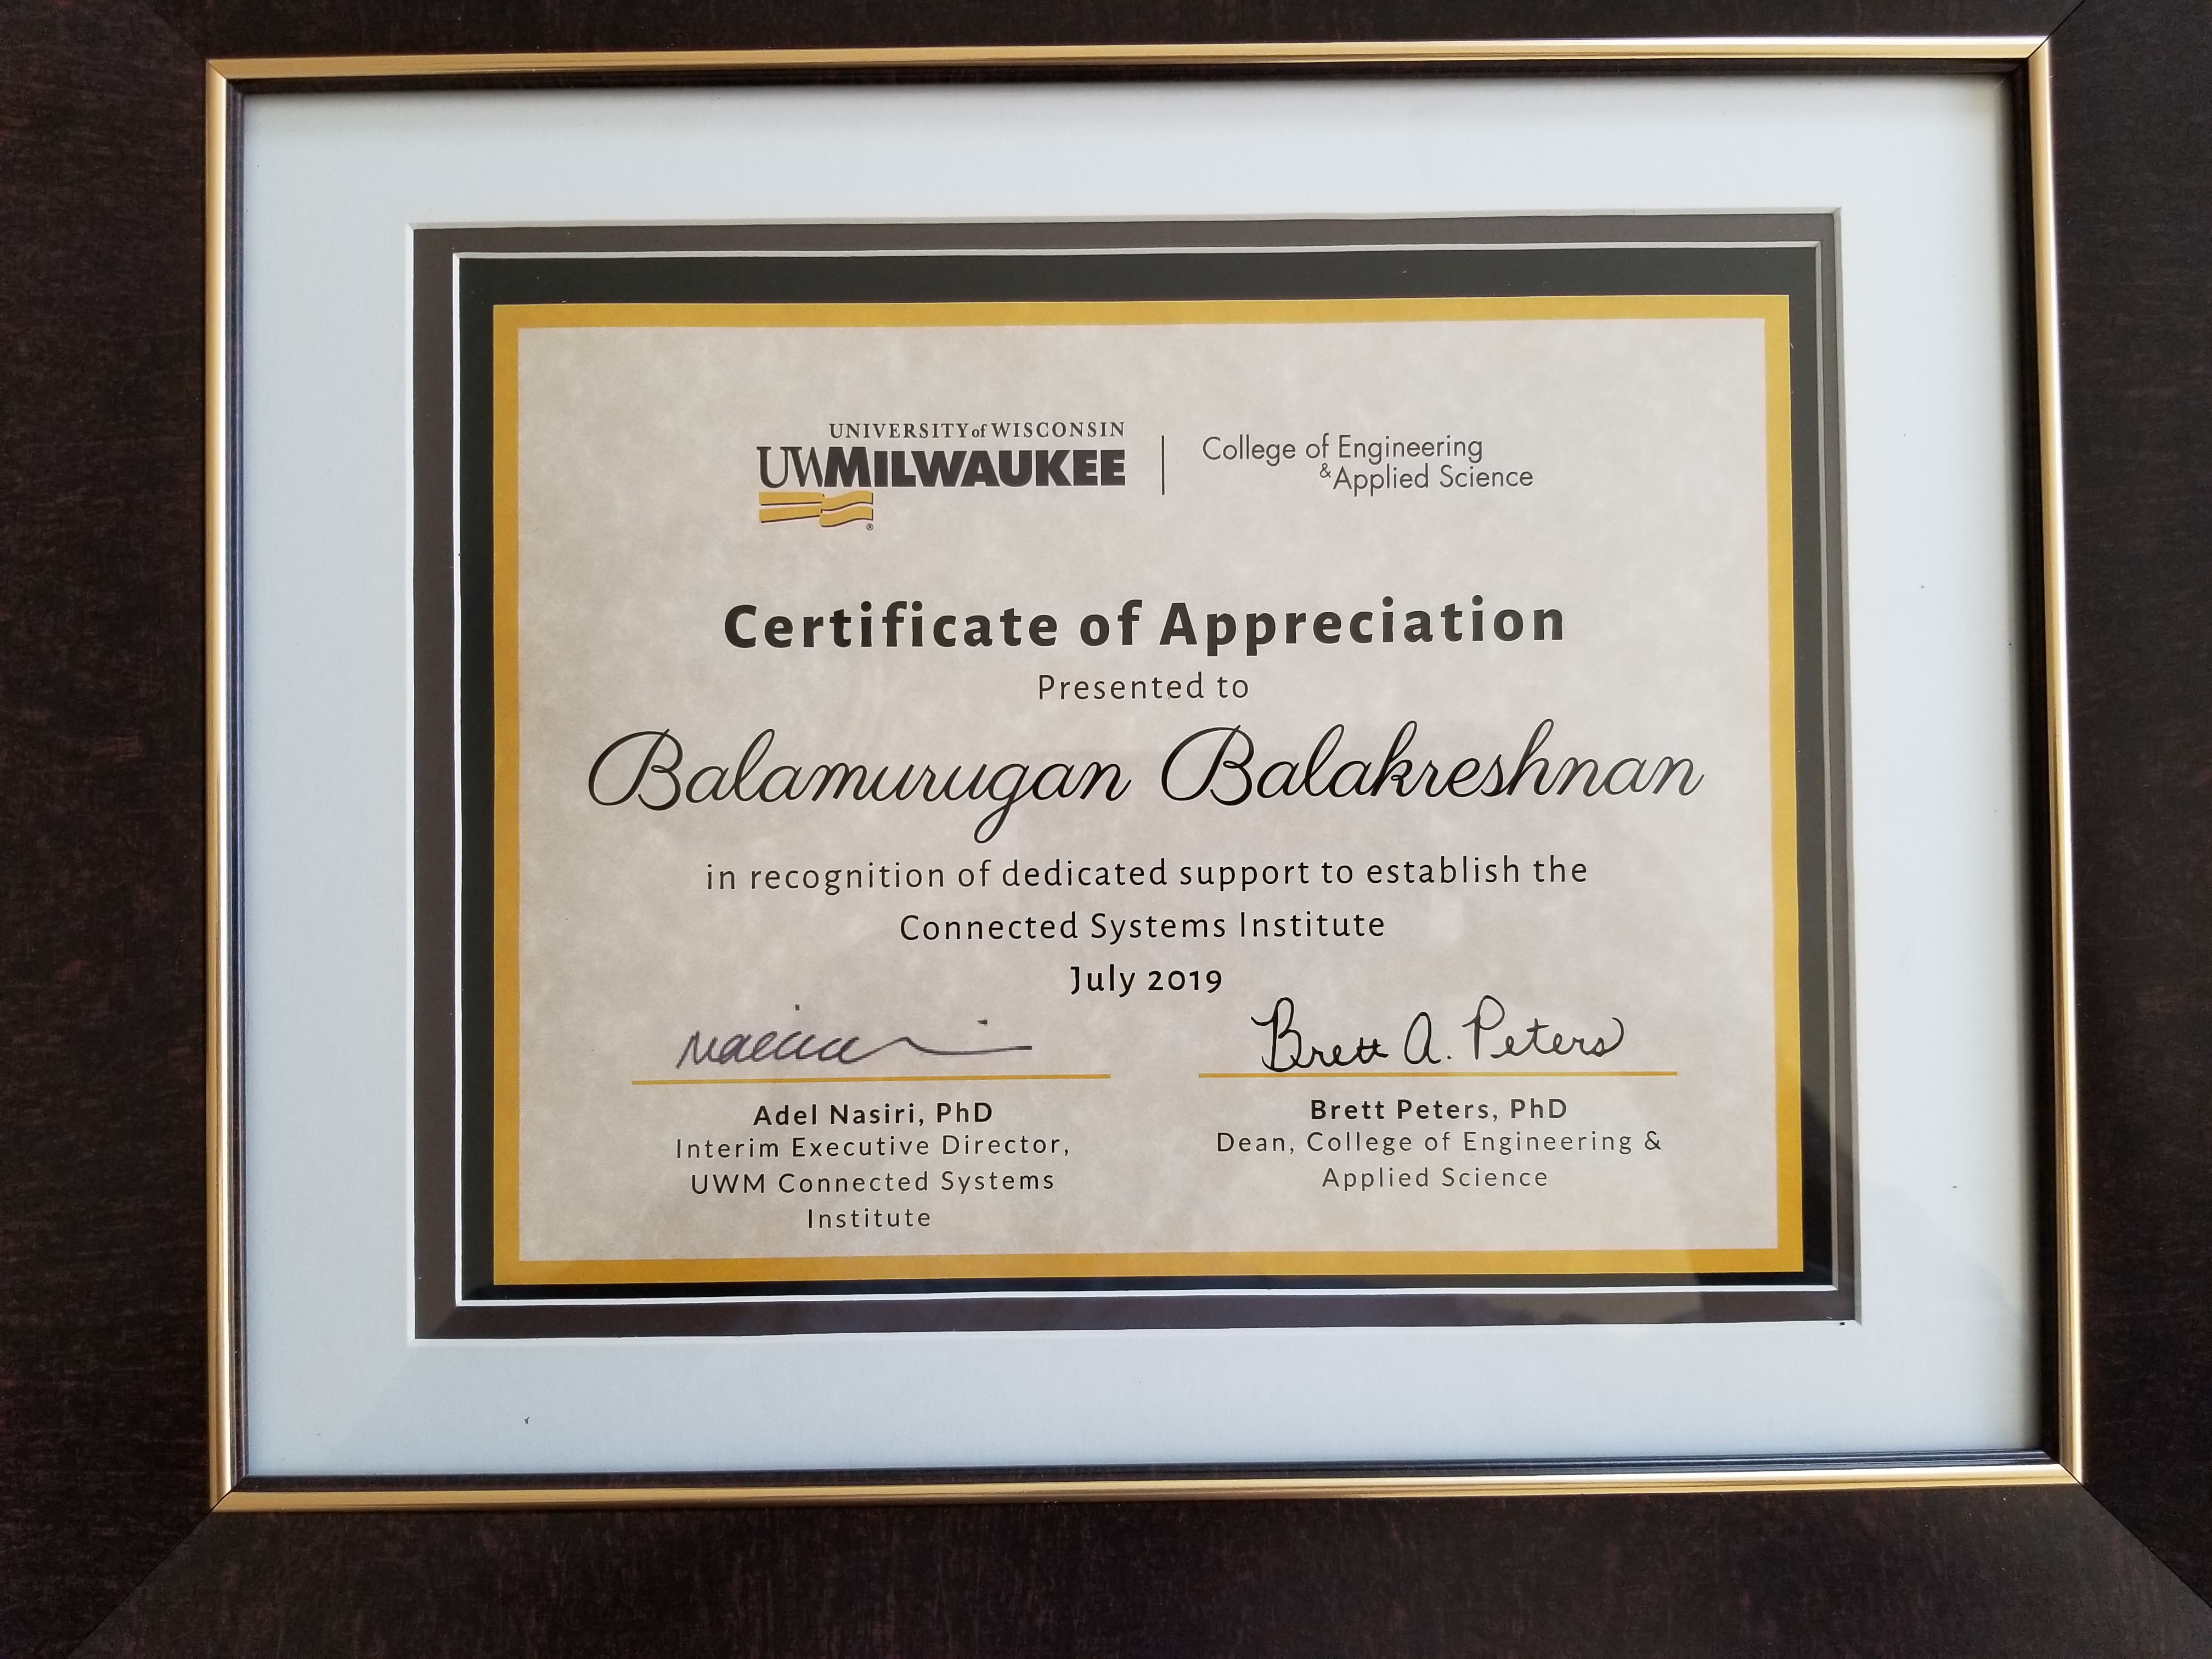 UNIVERSITY of WISCONSIN
UWMILWAUKEE
®
College of Engineering
& Applied Science
Certificate of Appreciation
Presented to
Balamurugan Balakreshnan
in recognition of dedicated support to establish the
Connected Systems Institute
July 2019
Brett A. Peters
Adel Nasiri, PhD
Interim Executive Director,
UWM Connected Systems
Institute
Brett Peters, PhD
Dean, College of Engineering &
Applied Science